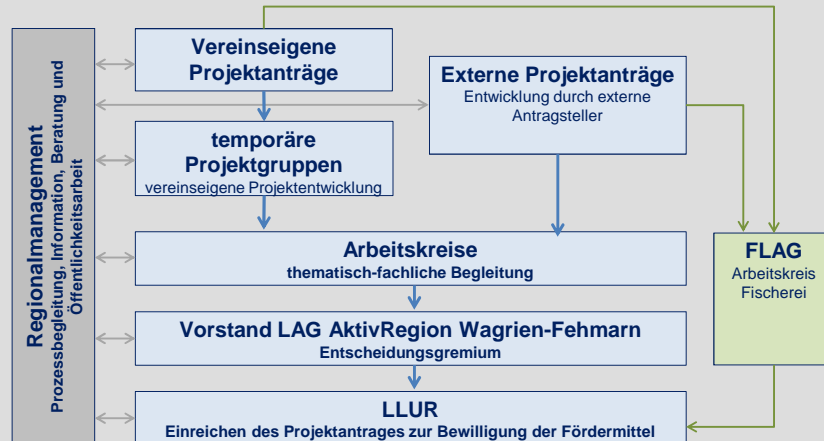 Regionalmanagement
Prozessbegleitung, Information, Beratung und
Öffentlichkeitsarbeit
Vereinseigene
Projektanträge
Externe Projektanträge
Entwicklung durch externe
Antragsteller
temporäre
Projektgruppen
vereinseigene Projektentwicklung
Arbeitskreise
thematisch-fachliche Begleitung
FLAG
Arbeitskreis
Fischerei
Vorstand LAG AktivRegion Wagrien-Fehmarn
Entscheidungsgremium
LLUR
Einreichen des Projektantrages zur Bewilligung der Fördermittel